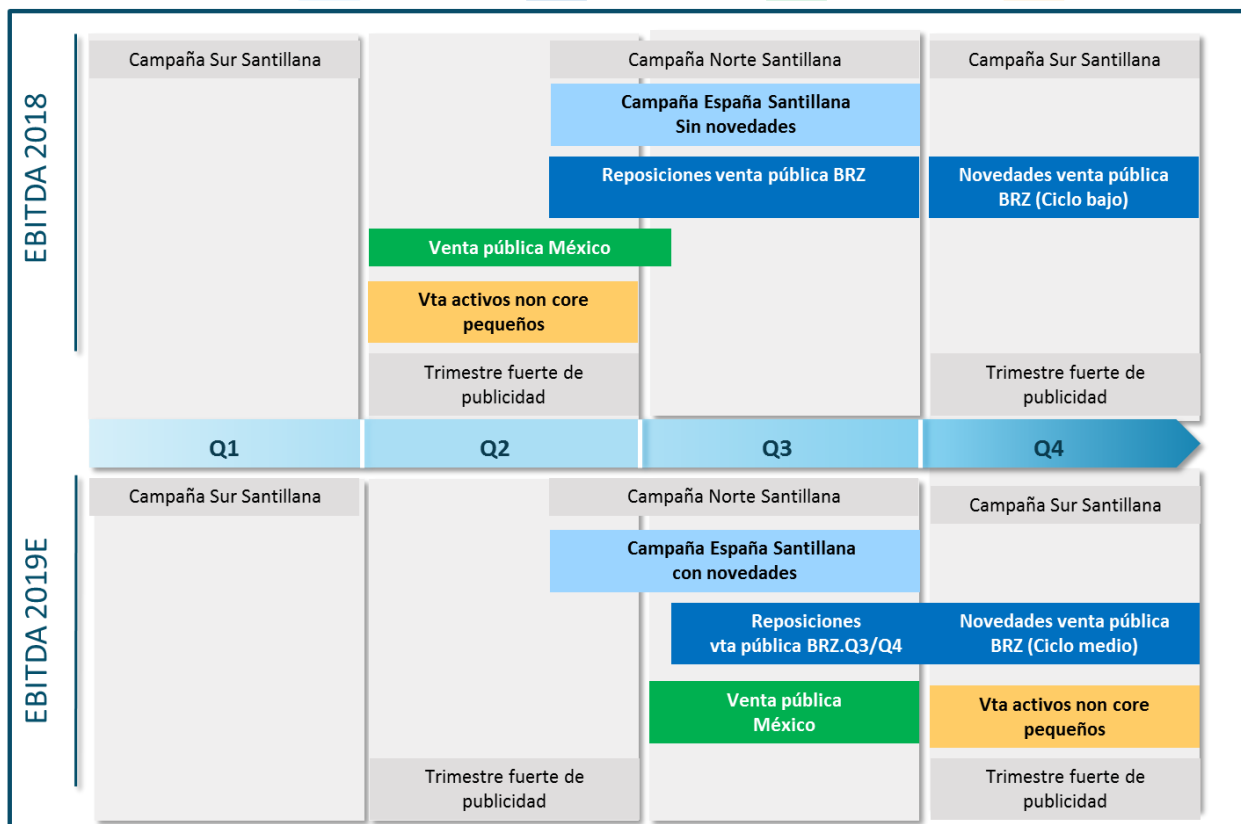 EBITDA 2018
Campaña Sur Santillana
Campaña Norte Santillana
Campaña Sur Santillana
Campaña España Santillana
Sin novedades
Reposiciones venta pública BRZ
Novedades venta pública
BRZ (Ciclo bajo)
Venta pública México
Vta activos non core
pequeños
Trimestre fuerte de
publicidad
Trimestre fuerte de
publicidad
Q1
Q2
Q3
Q4
EBITDA 2019E
Campaña Sur Santillana
Campaña Norte Santillana
Campaña Sur Santillana
Campaña España Santillana
con novedades
Reposiciones
vta pública BRZ.Q3/Q4
Novedades venta pública
BRZ (Ciclo medio)
Venta pública
México
Vta activos non core
pequeños
Trimestre fuerte de
publicidad
Trimestre fuerte de
publicidad